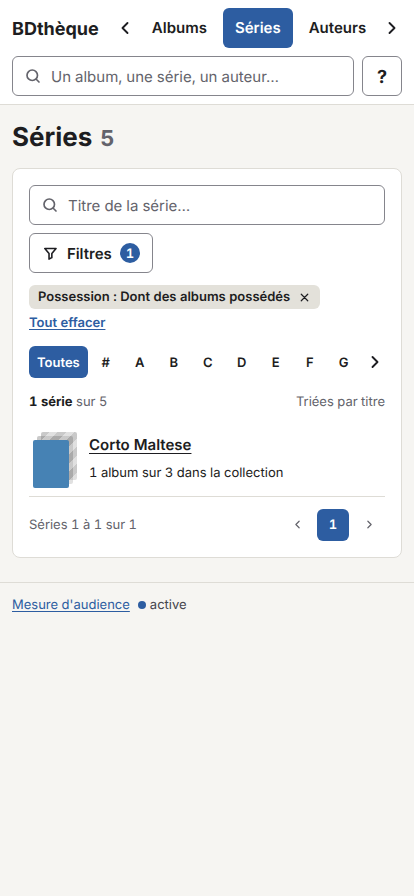 BDthèque Albums Séries Auteurs
Un album, une série, un auteur... ?
Séries 5
Titre de la série...
Filtres 1
Possession : Dont des albums possédés ×
Tout effacer
Toutes # A B C D E F G
1 série sur 5 Triées par titre
Corto Maltese
1 album sur 3 dans la collection
Séries 1 à 1 sur 1 1
Mesure d'audience active